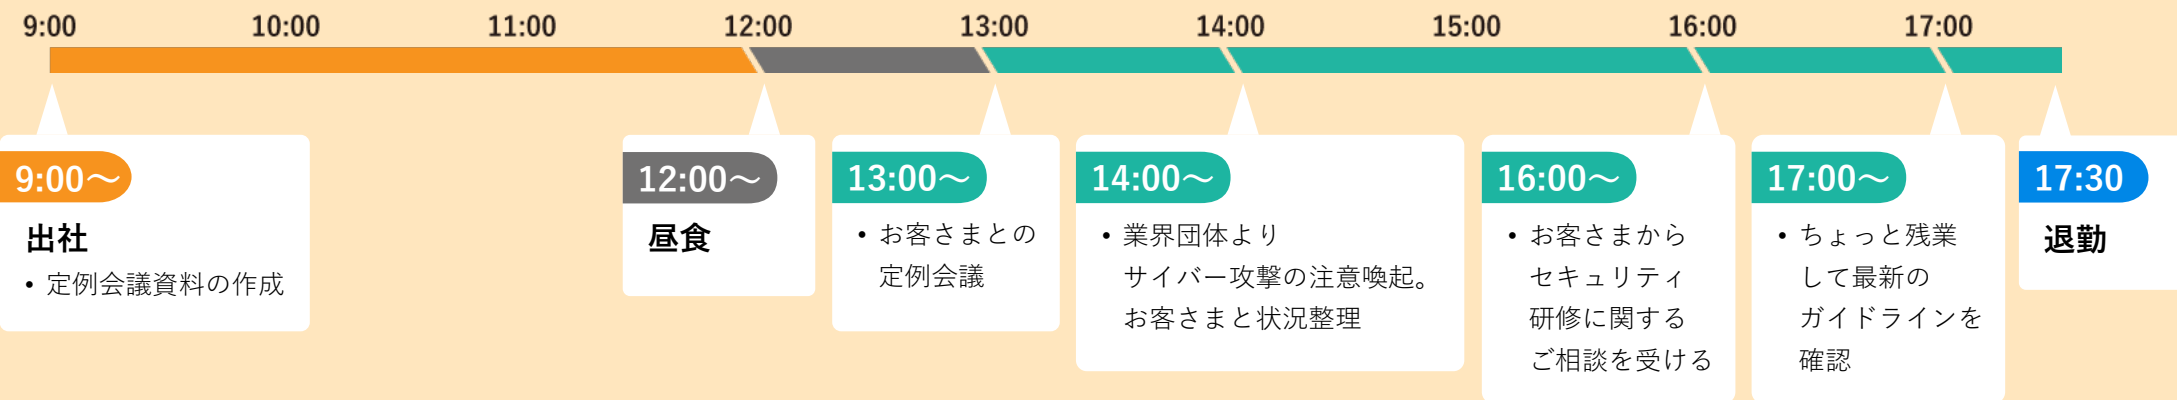 9:00 10:00 11:00 12:00 13:00 14:00 15:00 16:00 17:00
9:00～
出社
• 定例会議資料の作成
12:00～
昼食
13:00～
• お客さまとの
定例会議
14:00～
• 業界団体より
サイバー攻撃の注意喚起。
お客さまと状況整理
16:00～
• お客さまから
セキュリティ
研修に関する
ご相談を受ける
17:00～
• ちょっと残業
して最新の
ガイドラインを
確認
17:30
退勤